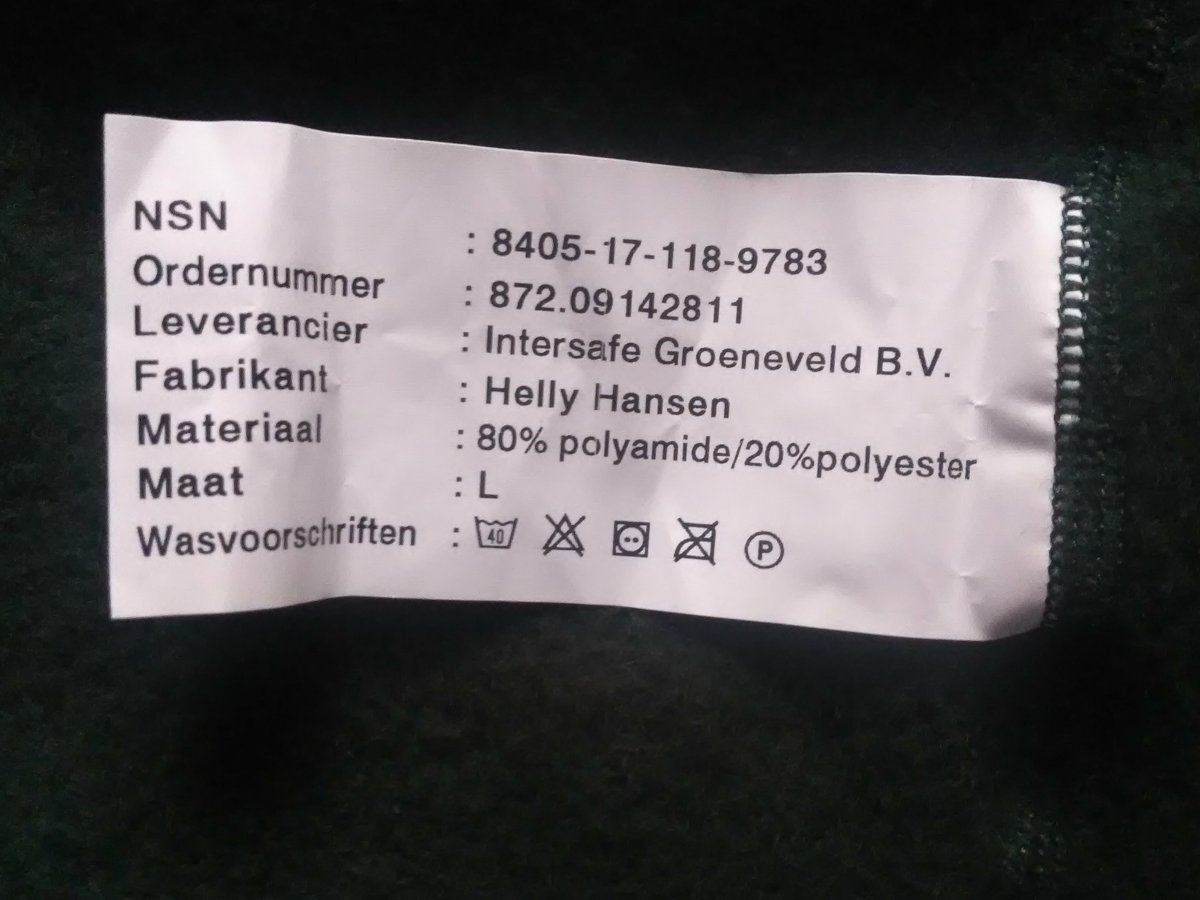 NSN : 8405-17-118-9783
Ordernummer : 872.09142811
Leverancier : Intersafe Groeneveld B.V.
Fabrikant : Helly Hansen
Materiaal : 80% polyamide/20%polyester
Maat : L
Wasvoorschriften : 40 P